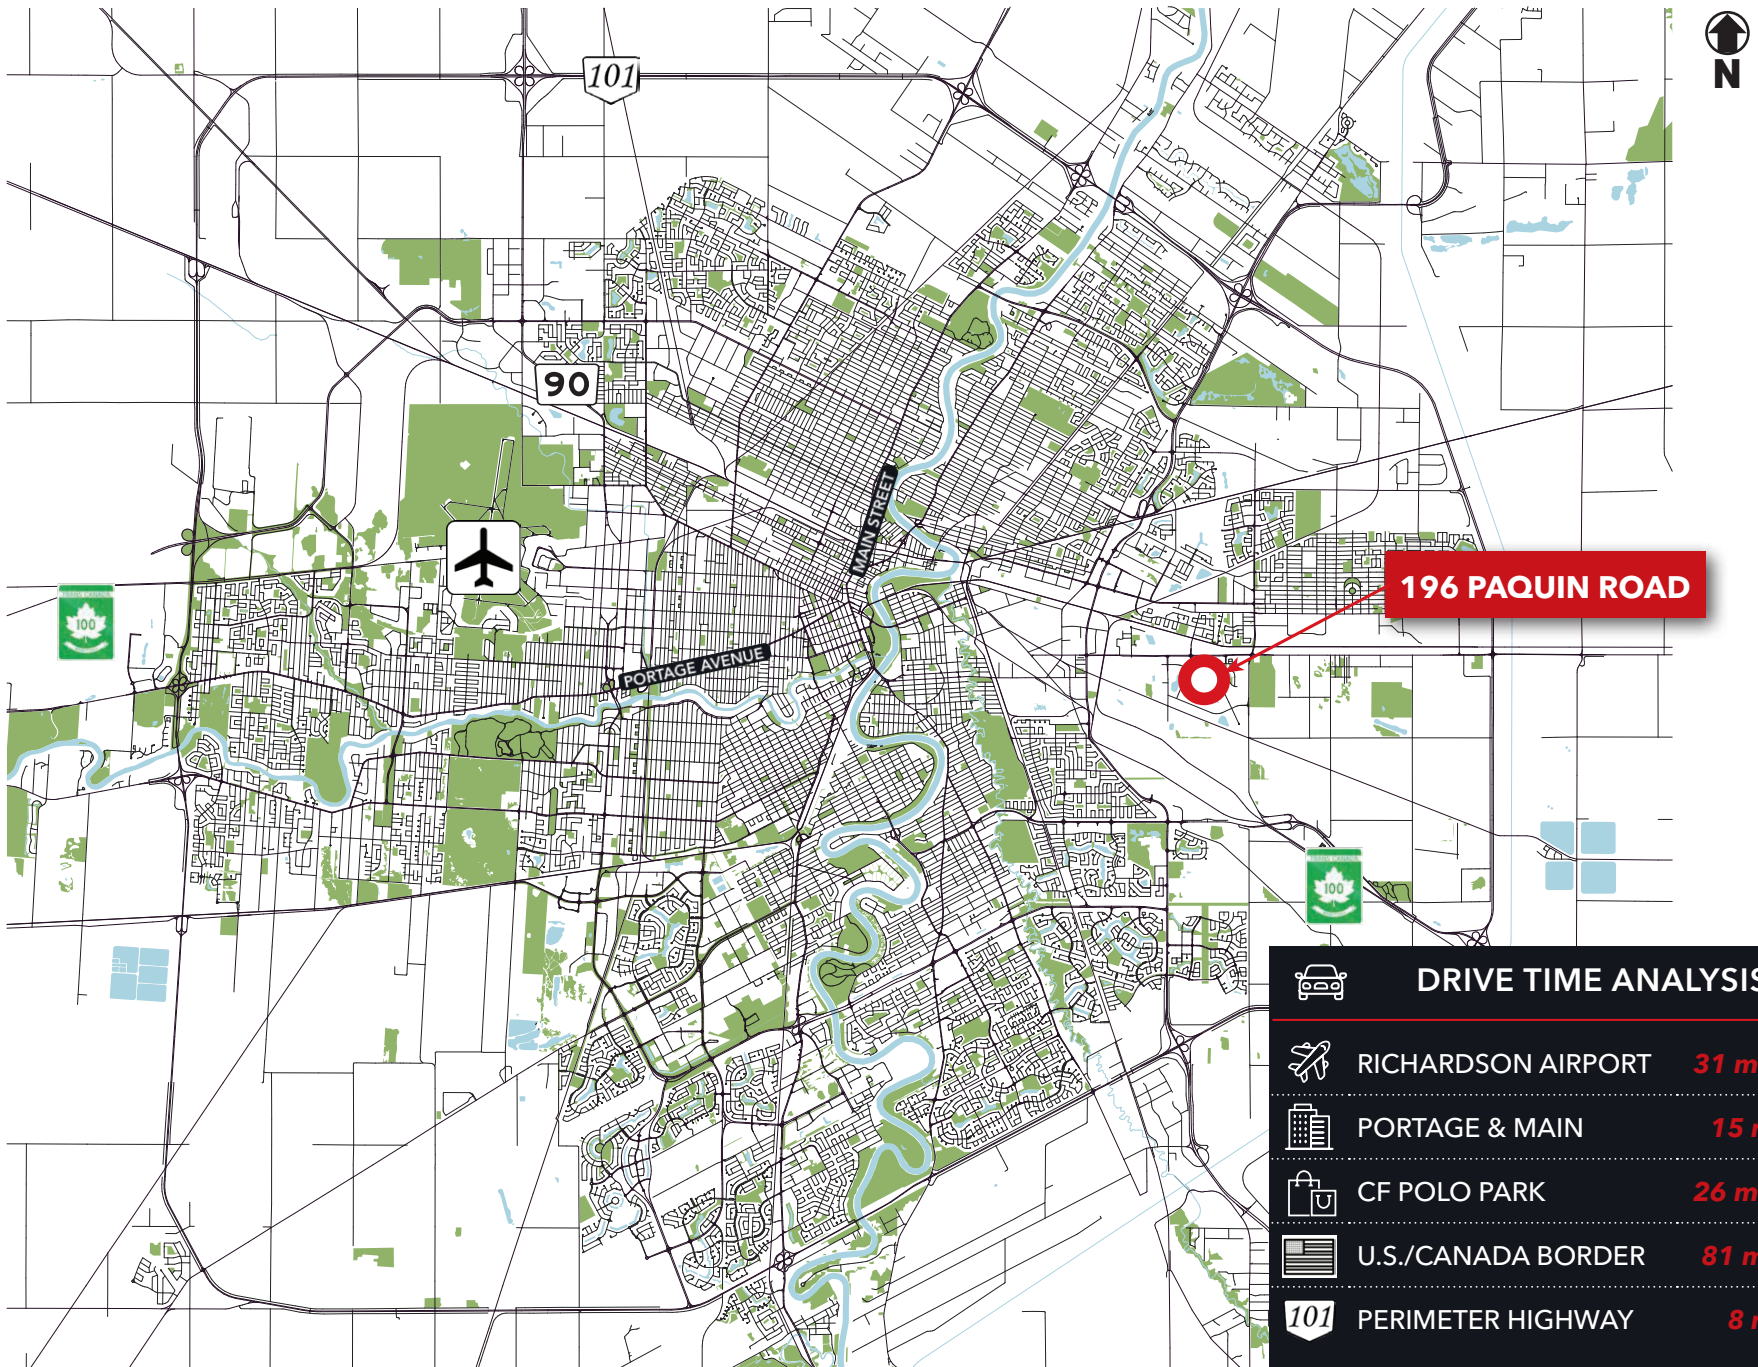 N
101
90
MAIN STREET
100
196 PAQUIN ROAD
PORTAGE AVENUE
100
DRIVE TIME ANALYSIS
RICHARDSON AIRPORT 31 m
PORTAGE & MAIN 15
CF POLO PARK 26 m
U.S./CANADA BORDER 81 m
101 PERIMETER HIGHWAY 8